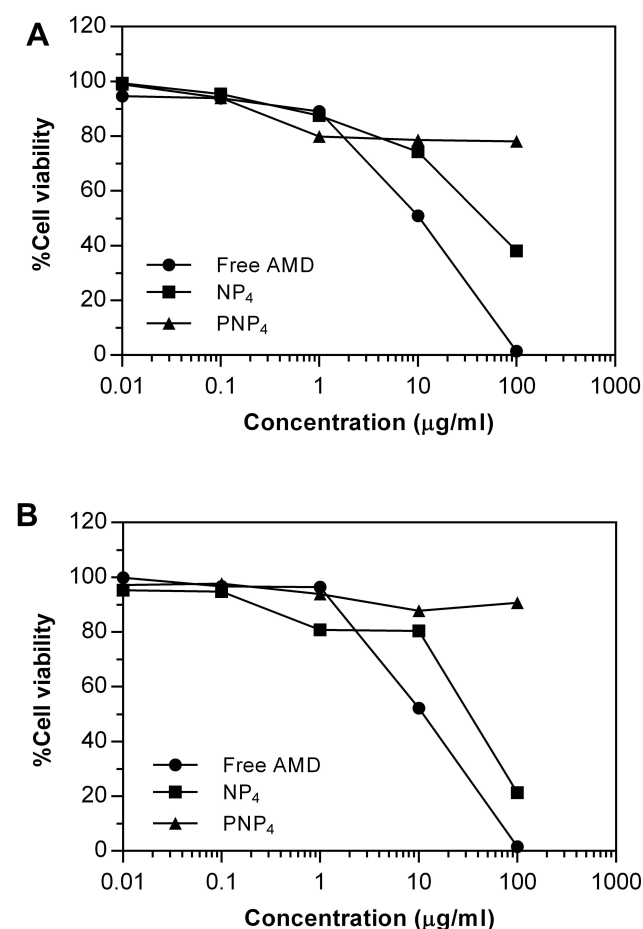 A
120
100
80
60
40
20
0
%Cell viability
Free AMD
NP₄
PNP₄
0.01 0.1 1 10 100 1000
Concentration (μg/ml)
B
120
100
80
60
40
20
0
%Cell viability
Free AMD
NP₄
PNP₄
0.01 0.1 1 10 100 1000
Concentration (μg/ml)